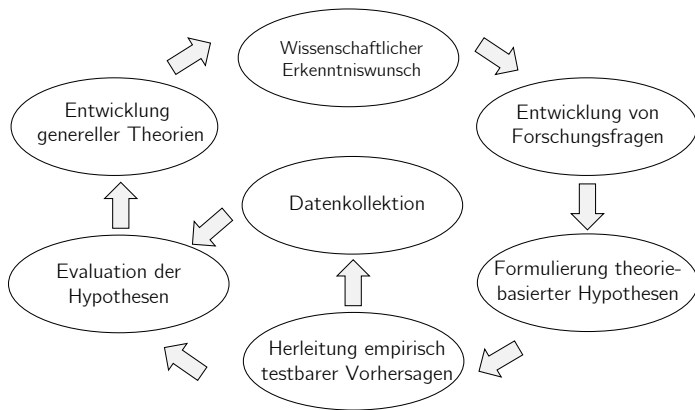 Wissenschaftlicher
Erkenntniswunsch
Entwicklung
genereller Theorien
Entwicklung von
Forschungsfragen
Datenkollektion
Evaluation der
Hypothesen
Formulierung theorie-
basierter Hypothesen
Herleitung empirisch
testbarer Vorhersagen